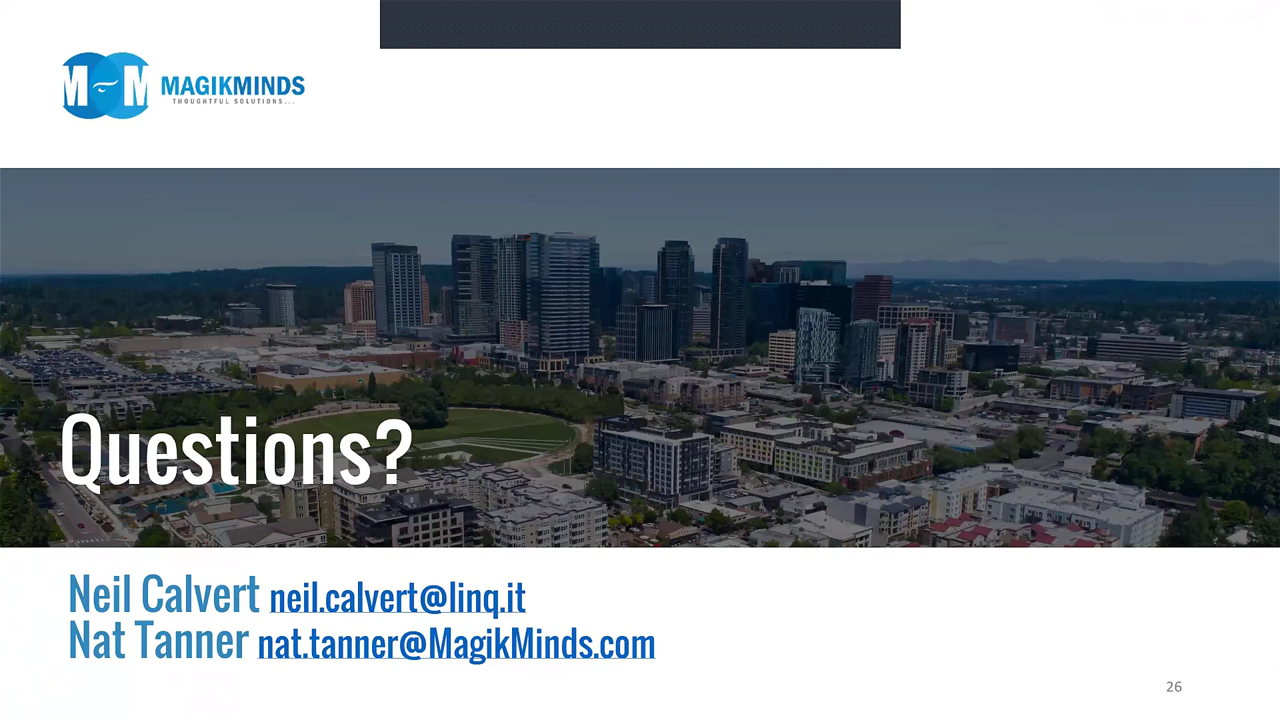 M M MAGIKMINDS
THOUGHTFUL SOLUTIONS...
Questions?
Neil Calvert neil.calvert@linq.it
Nat Tanner nat.tanner@MagikMinds.com
26